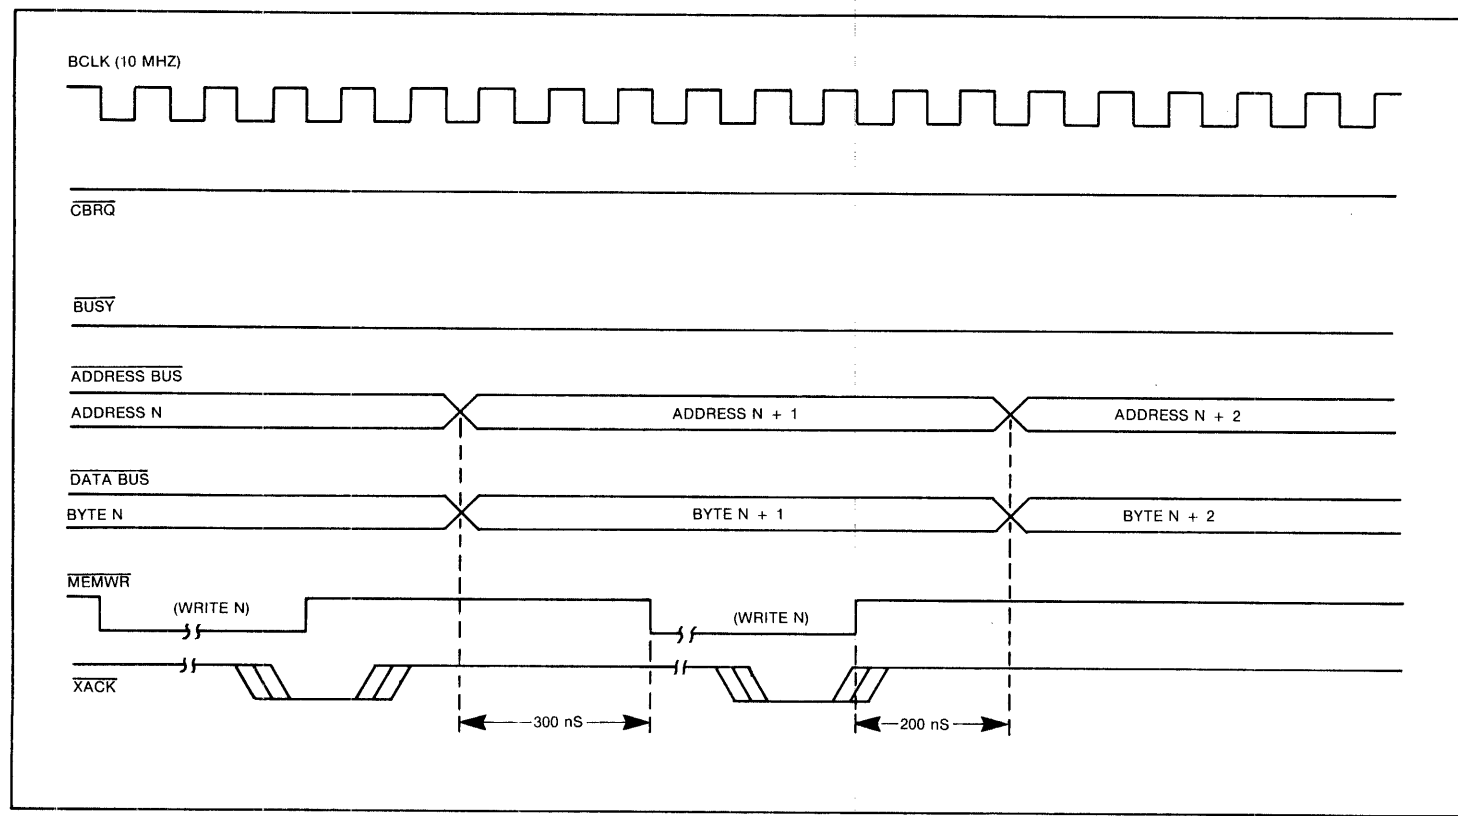 BCLK (10 MHZ)
CBRQ
BUSY
ADDRESS BUS
ADDRESS N
ADDRESS N + 1
ADDRESS N + 2
DATA BUS
BYTE N
BYTE N + 1
BYTE N + 2
MEMWR
(WRITE N)
(WRITE N)
XACK
300 nS
200 nS